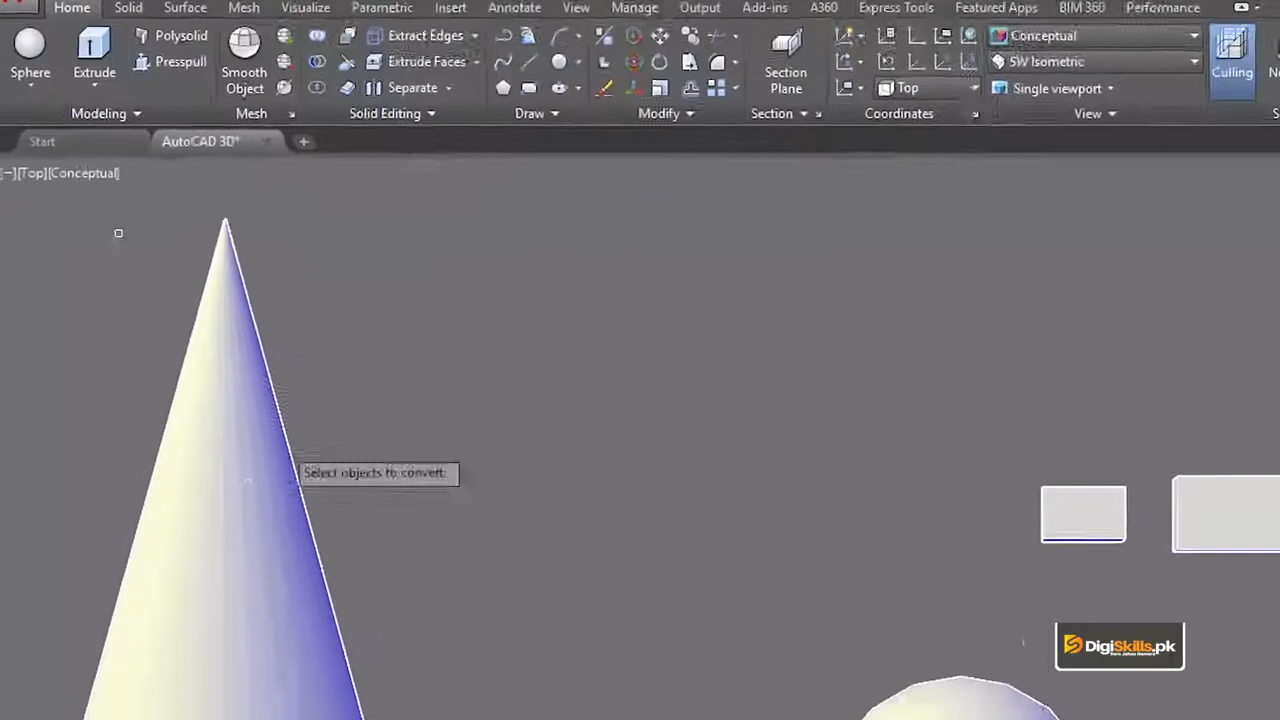 Home Solid Surface Mesh Visualize Parametric Insert Annotate View Manage Output Add-ins A360 Express Tools Featured Apps BIM 360 Performance
Polysolid
Presspull
Sphere
Extrude
Smooth
Object
Extract Edges
Extrude Faces
Separate
Section
Plane
Top
Conceptual
SW Isometric
Single viewport
Culling
Modeling
Mesh
Solid Editing
Draw
Modify
Section
Coordinates
View
Start
AutoCAD 3D*
[−][Top][Conceptual]
Select objects to convert:
DigiSkills.pk